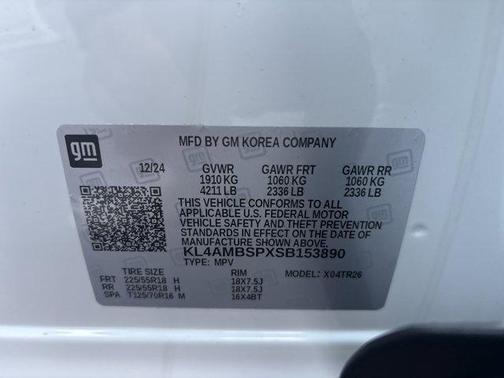 gm
MFD BY GM KOREA COMPANY
12/24 GVWR GAWR FRT GAWR RR
1910 KG 1060 KG 1060 KG
4211 LB 2336 LB 2336 LB
THIS VEHICLE CONFORMS TO ALL
APPLICABLE U.S. FEDERAL MOTOR
VEHICLE SAFETY STANDARDS IN
EFFECT ON THE DATE OF
MANUFACTURE SHOWN ABOVE.
KL4AMBSPXSB153890
TYPE: MPV
TIRE SIZE RIM MODEL: X04TR26
FRT 225/55R18 H 18X7.5J
RR 225/55R18 H 18X7.5J
SPA T125/70R16 M 16X4BT